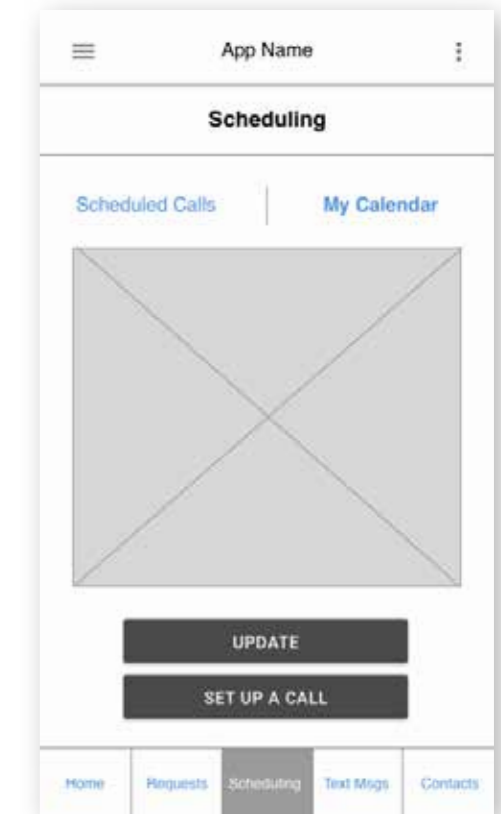 App Name
Scheduling
Scheduled Calls
My Calendar
UPDATE
SET UP A CALL
Home Requests Scheduling Text Msgs Contacts